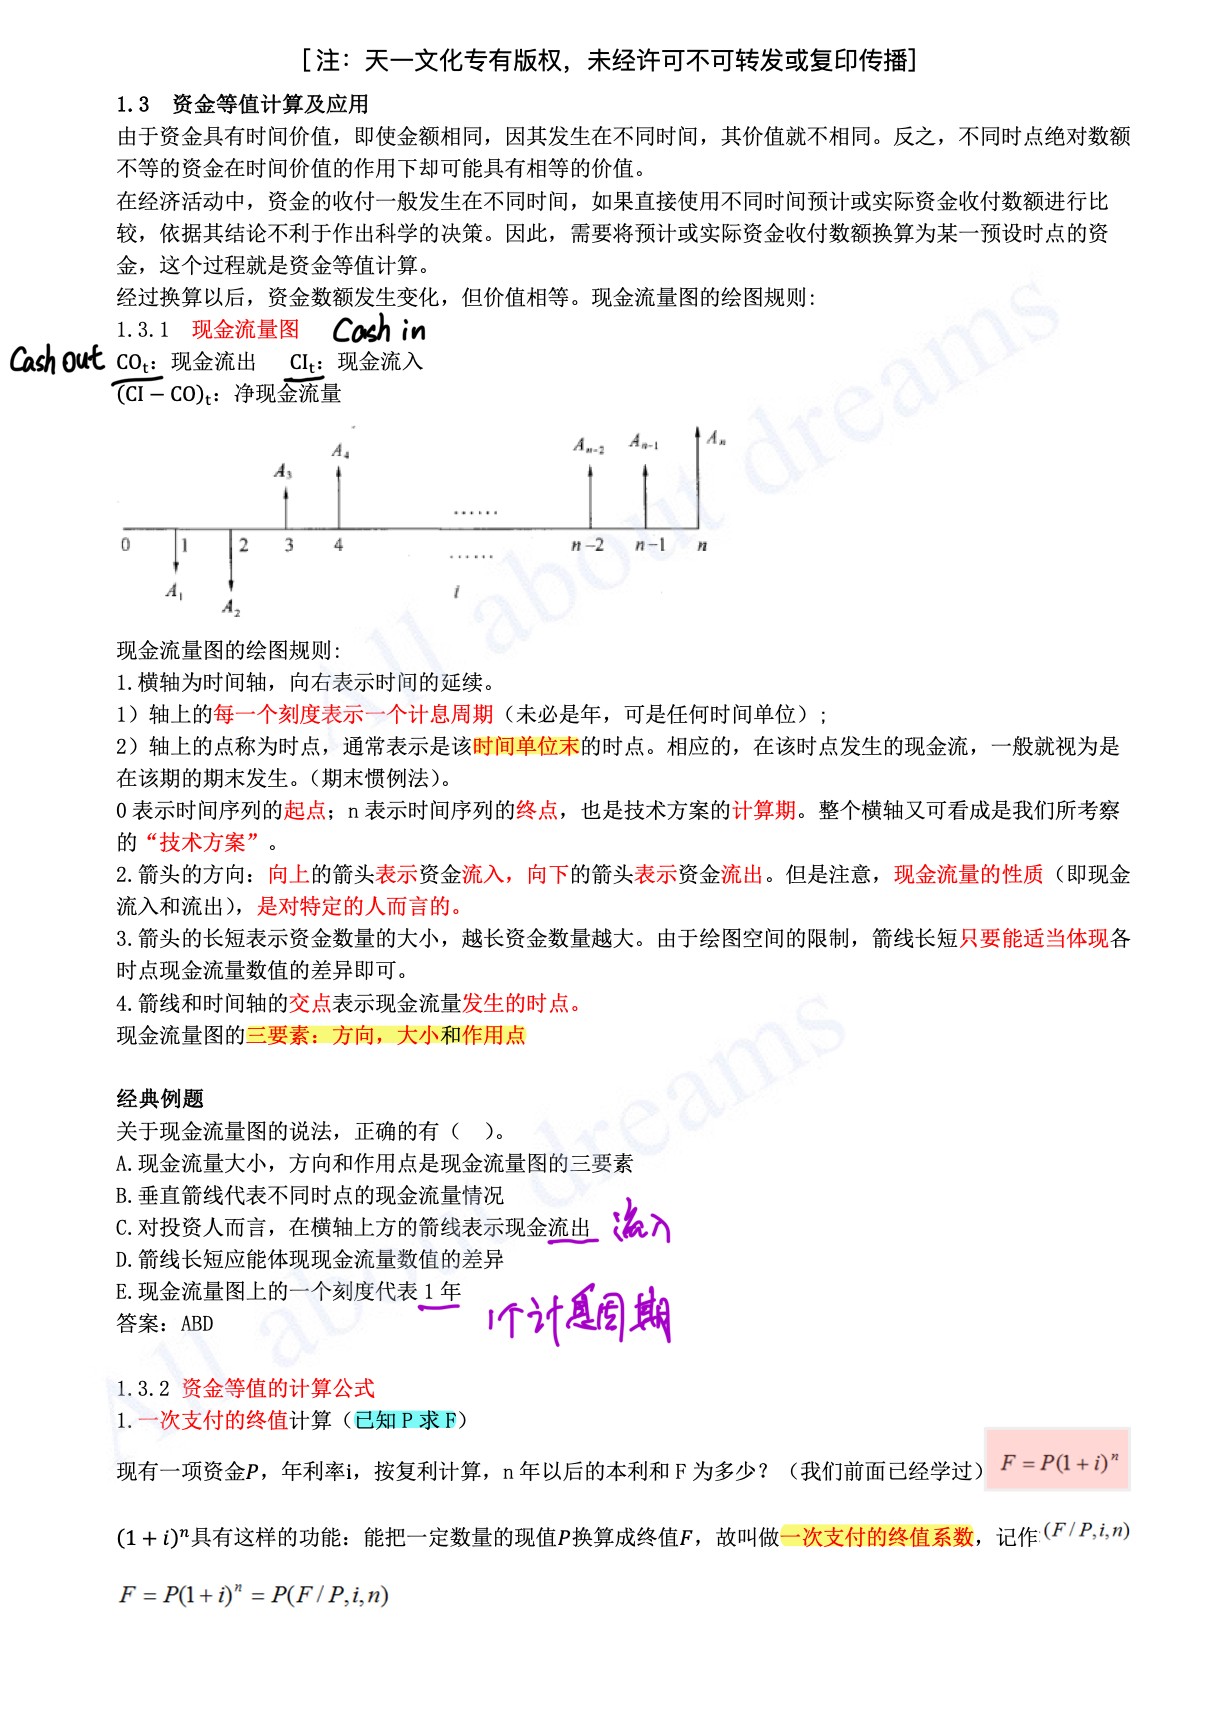 [注：天一文化专有版权，未经许可不可转发或复印传播]
1.3 资金等值计算及应用
由于资金具有时间价值，即使金额相同，因其发生在不同时间，其价值就不相同。反之，不同时点绝对数额
不等的资金在时间价值的作用下却可能具有相等的价值。
在经济活动中，资金的收付一般发生在不同时间，如果直接使用不同时间预计或实际资金收付数额进行比
较，依据其结论不利于作出科学的决策。因此，需要将预计或实际资金收付数额换算为某一预设时点的资
金，这个过程就是资金等值计算。
经过换算以后，资金数额发生变化，但价值相等。现金流量图的绘图规则：
1.3.1 现金流量图 Cash in
Cash out COₜ：现金流出 CIₜ：现金流入
(CI − CO)ₜ：净现金流量
A₃ A₄ Aₙ₋₂ Aₙ₋₁ Aₙ
······
0 1 2 3 4 ······ n-2 n-1 n
A₁ A₂ i
现金流量图的绘图规则：
1.横轴为时间轴，向右表示时间的延续。
1）轴上的每一个刻度表示一个计息周期（未必是年，可是任何时间单位）；
2）轴上的点称为时点，通常表示是该时间单位末的时点。相应的，在该时点发生的现金流，一般就视为是
在该期的期末发生。（期末惯例法）。
0 表示时间序列的起点；n 表示时间序列的终点，也是技术方案的计算期。整个横轴又可看成是我们所考察
的“技术方案”。
2.箭头的方向：向上的箭头表示资金流入，向下的箭头表示资金流出。但是注意，现金流量的性质（即现金
流入和流出），是对特定的人而言的。
3.箭头的长短表示资金数量的大小，越长资金数量越大。由于绘图空间的限制，箭线长短只要能适当体现各
时点现金流量数值的差异即可。
4.箭线和时间轴的交点表示现金流量发生的时点。
现金流量图的三要素：方向，大小和作用点
经典例题
关于现金流量图的说法，正确的有（ ）。
A.现金流量大小，方向和作用点是现金流量图的三要素
B.垂直箭线代表不同时点的现金流量情况
C.对投资人而言，在横轴上方的箭线表示现金流出 流入
D.箭线长短应能体现现金流量数值的差异
E.现金流量图上的一个刻度代表 1 年 1个计息周期
答案：ABD
1.3.2 资金等值的计算公式
1.一次支付的终值计算（已知 P 求 F）
现有一项资金P，年利率i，按复利计算，n 年以后的本利和 F 为多少？（我们前面已经学过） F = P(1 + i)ⁿ
(1 + i)ⁿ具有这样的功能：能把一定数量的现值P换算成终值F，故叫做一次支付的终值系数，记作:(F / P, i, n)
F = P(1 + i)ⁿ = P(F / P, i, n)
All about dreams
All about dreams